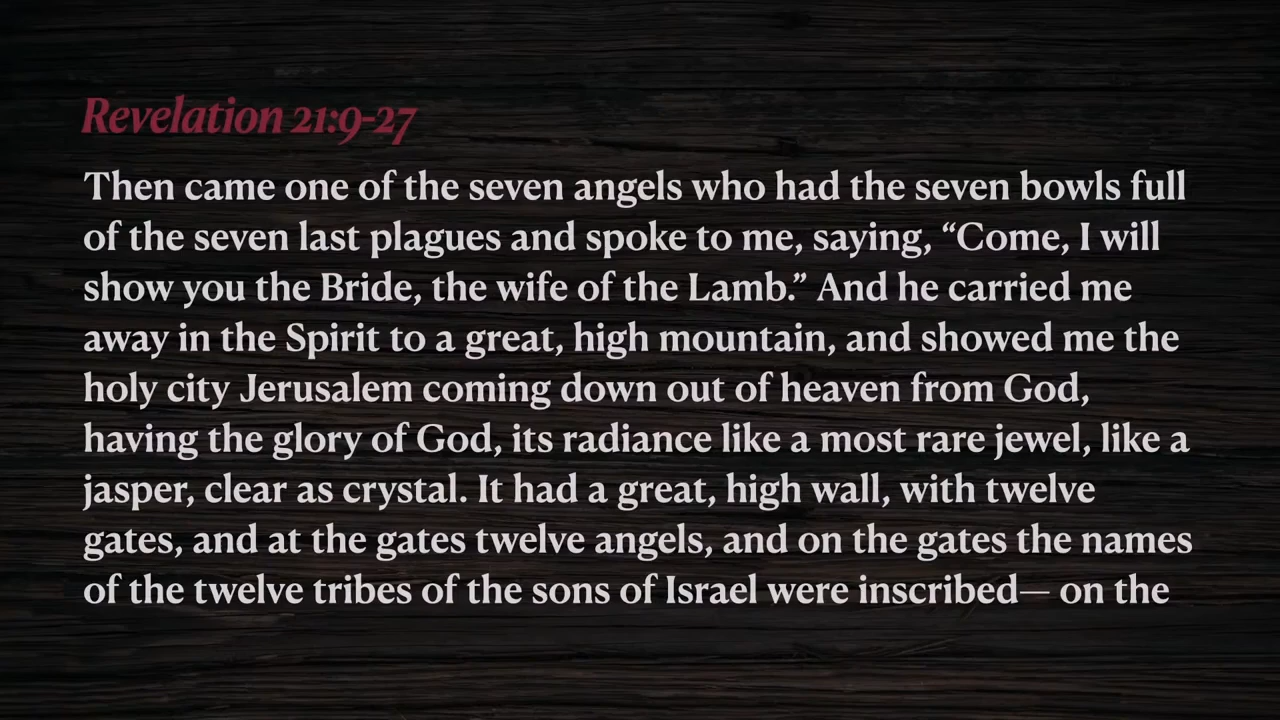 Revelation 21:9-27
Then came one of the seven angels who had the seven bowls full
of the seven last plagues and spoke to me, saying, “Come, I will
show you the Bride, the wife of the Lamb.” And he carried me
away in the Spirit to a great, high mountain, and showed me the
holy city Jerusalem coming down out of heaven from God,
having the glory of God, its radiance like a most rare jewel, like a
jasper, clear as crystal. It had a great, high wall, with twelve
gates, and at the gates twelve angels, and on the gates the names
of the twelve tribes of the sons of Israel were inscribed— on the